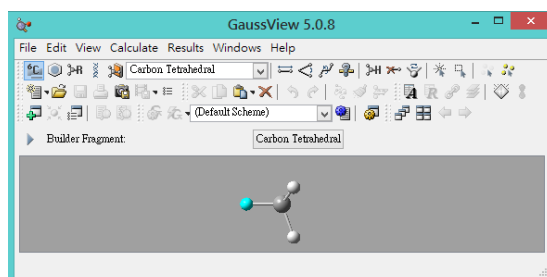 GaussView 5.0.8
File Edit View Calculate Results Windows Help
6C R Carbon Tetrahedral H
A R
(Default Scheme)
Builder Fragment: Carbon Tetrahedral